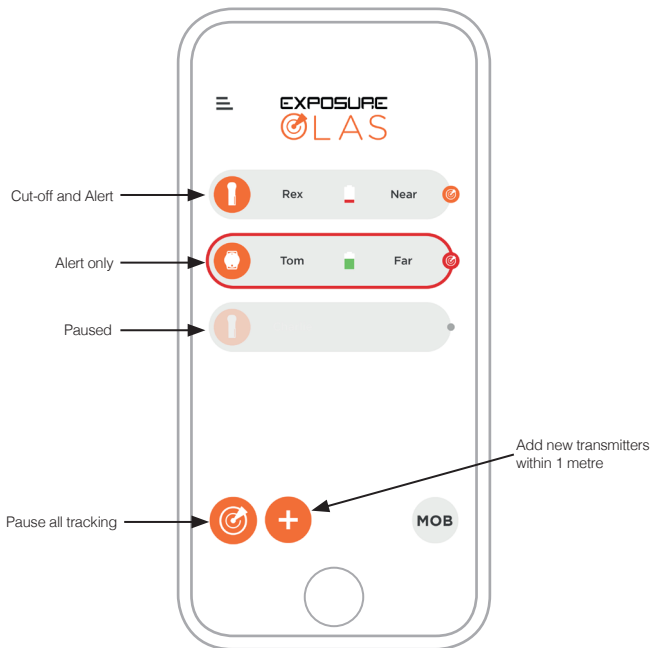 EXPOSURE
OLAS
Cut-off and Alert
Rex
Near
Alert only
Tom
Far
Paused
Add new transmitters
within 1 metre
Pause all tracking
MOB